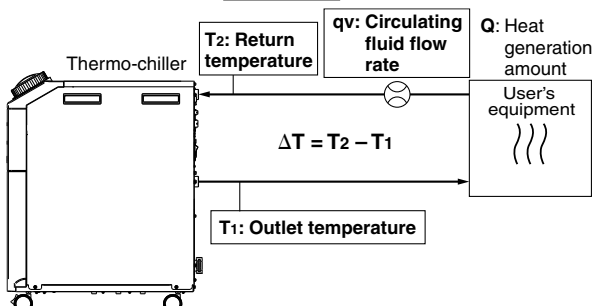 qv: Circulating
fluid flow
rate
Q: Heat
generation
amount
T2: Return
temperature
Thermo-chiller
User's
equipment
ΔT = T2 – T1
T1: Outlet temperature